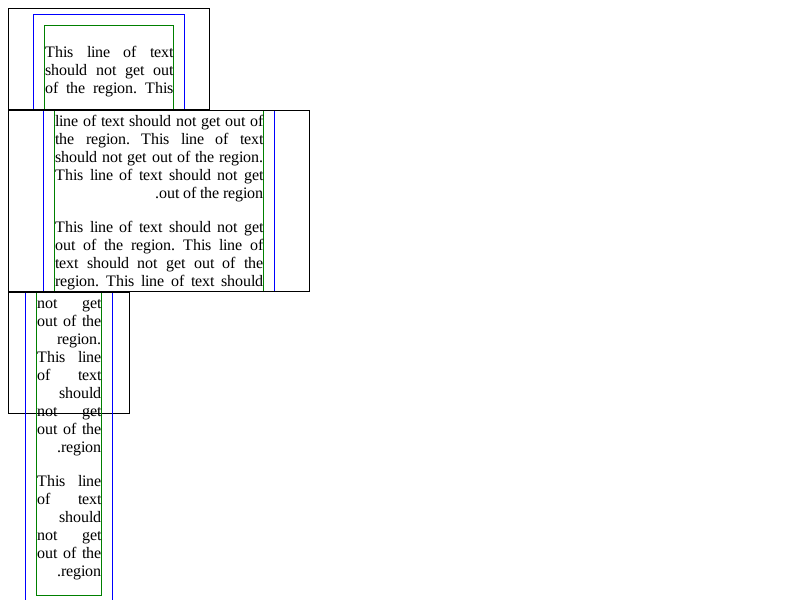 This line of text
should not get out
of the region. This
line of text should not get out of
the region. This line of text
should not get out of the region.
This line of text should not get
.out of the region
This line of text should not get
out of the region. This line of
text should not get out of the
region. This line of text should
not get
out of the
region.
This line
of text
should
not get
out of the
.region
This line
of text
should
not get
out of the
.region